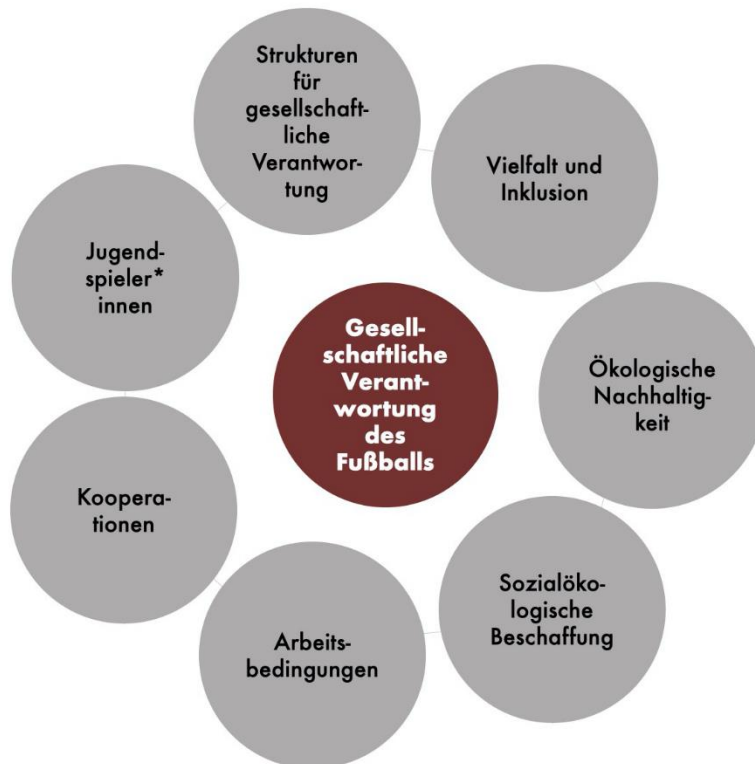 Strukturen
für
gesellschaft-
liche
Verantwor-
tung
Vielfalt und
Inklusion
Ökologische
Nachhaltig-
keit
Sozialöko-
logische
Beschaffung
Arbeits-
bedingungen
Koopera-
tionen
Jugend-
spieler*
innen
Gesell-
schaftliche
Verant-
wortung
des
Fußballs